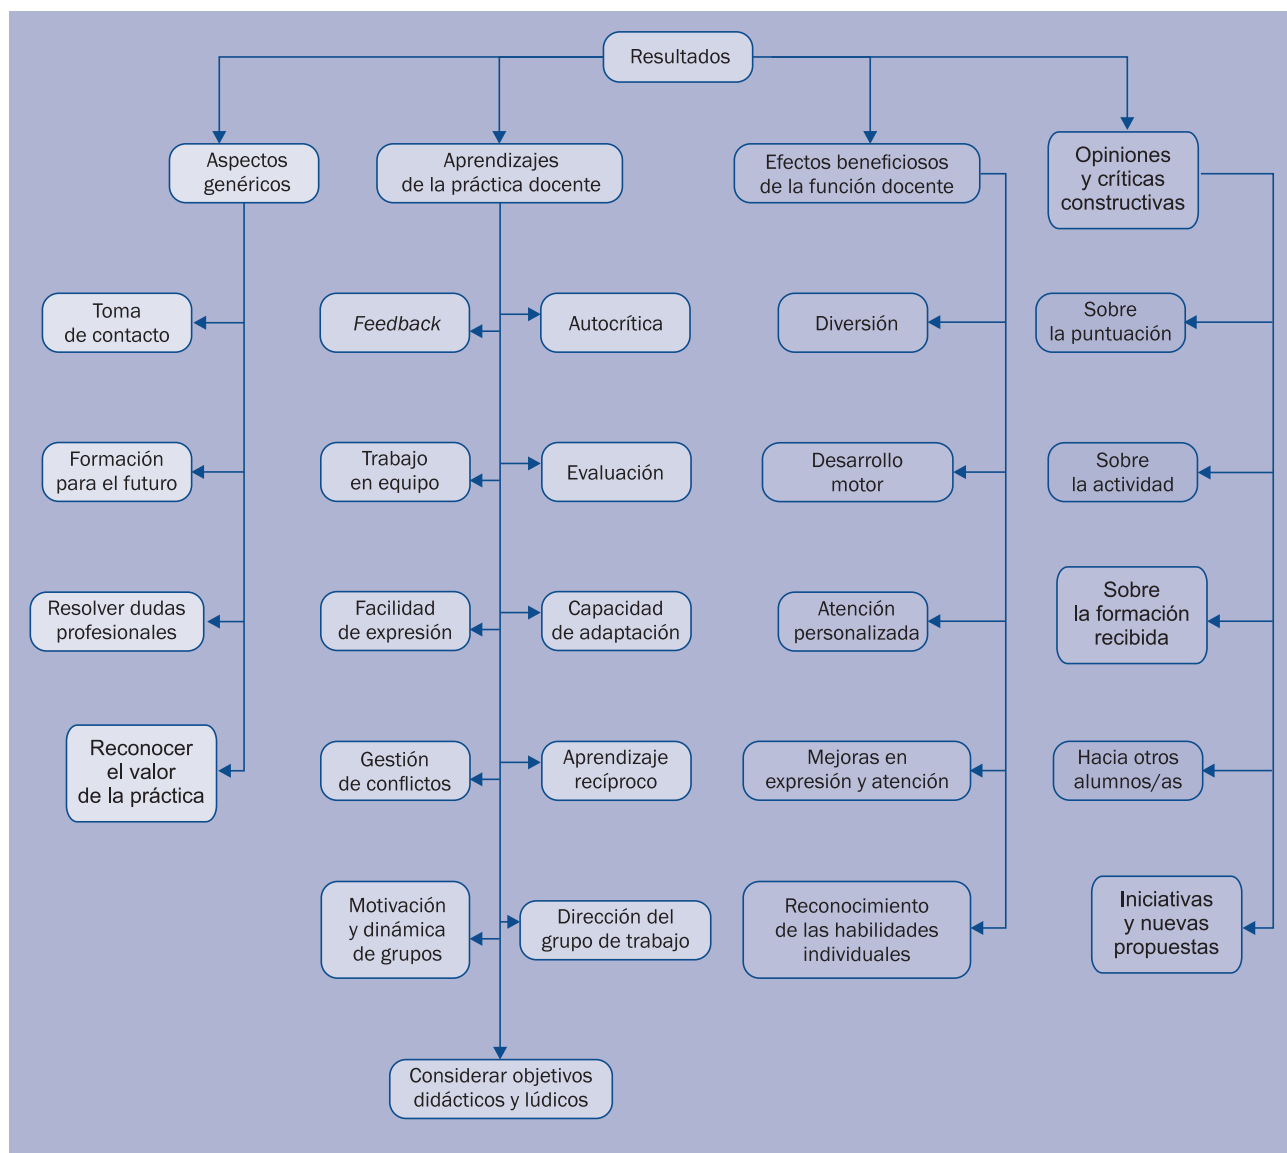 Resultados
Aspectos
genéricos
Aprendizajes
de la práctica docente
Efectos beneficiosos
de la función docente
Opiniones
y críticas
constructivas
Toma
de contacto
Feedback
Autocrítica
Diversión
Sobre
la puntuación
Formación
para el futuro
Trabajo
en equipo
Evaluación
Desarrollo
motor
Sobre
la actividad
Resolver dudas
profesionales
Facilidad
de expresión
Capacidad
de adaptación
Atención
personalizada
Sobre
la formación
recibida
Reconocer
el valor
de la práctica
Gestión
de conflictos
Aprendizaje
recíproco
Mejoras en
expresión y atención
Hacia otros
alumnos/as
Motivación
y dinámica
de grupos
Dirección del
grupo de trabajo
Reconocimiento
de las habilidades
individuales
Iniciativas
y nuevas
propuestas
Considerar objetivos
didácticos y lúdicos